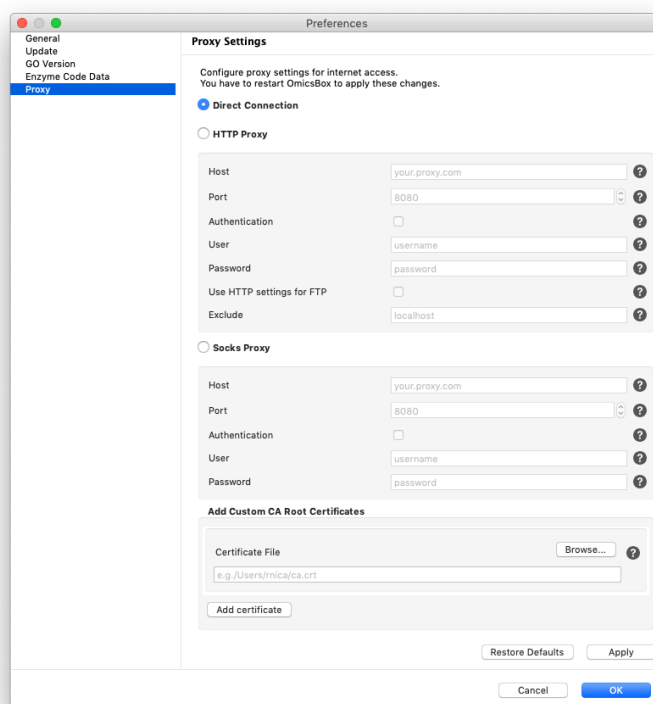 Preferences
General
Update
GO Version
Enzyme Code Data
Proxy
Proxy Settings
Configure proxy settings for internet access.
You have to restart OmicsBox to apply these changes.
Direct Connection
HTTP Proxy
Host your.proxy.com ?
Port 8080 ?
Authentication ?
User username ?
Password password ?
Use HTTP settings for FTP ?
Exclude localhost ?
Socks Proxy
Host your.proxy.com ?
Port 8080 ?
Authentication ?
User username ?
Password password ?
Add Custom CA Root Certificates
Certificate File Browse... ?
e.g./Users/rnica/ca.crt
Add certificate
Restore Defaults Apply
Cancel OK